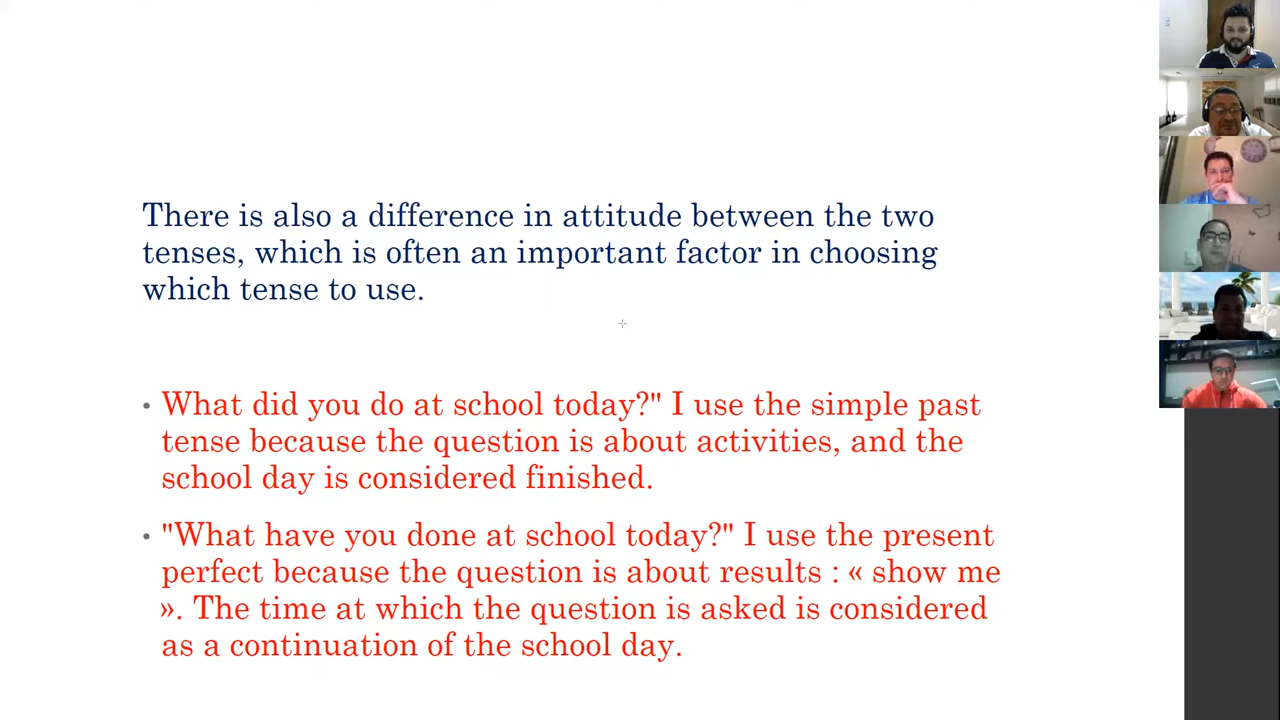 There is also a difference in attitude between the two
tenses, which is often an important factor in choosing
which tense to use.
• What did you do at school today?" I use the simple past
tense because the question is about activities, and the
school day is considered finished.
• "What have you done at school today?" I use the present
perfect because the question is about results : « show me
». The time at which the question is asked is considered
as a continuation of the school day.